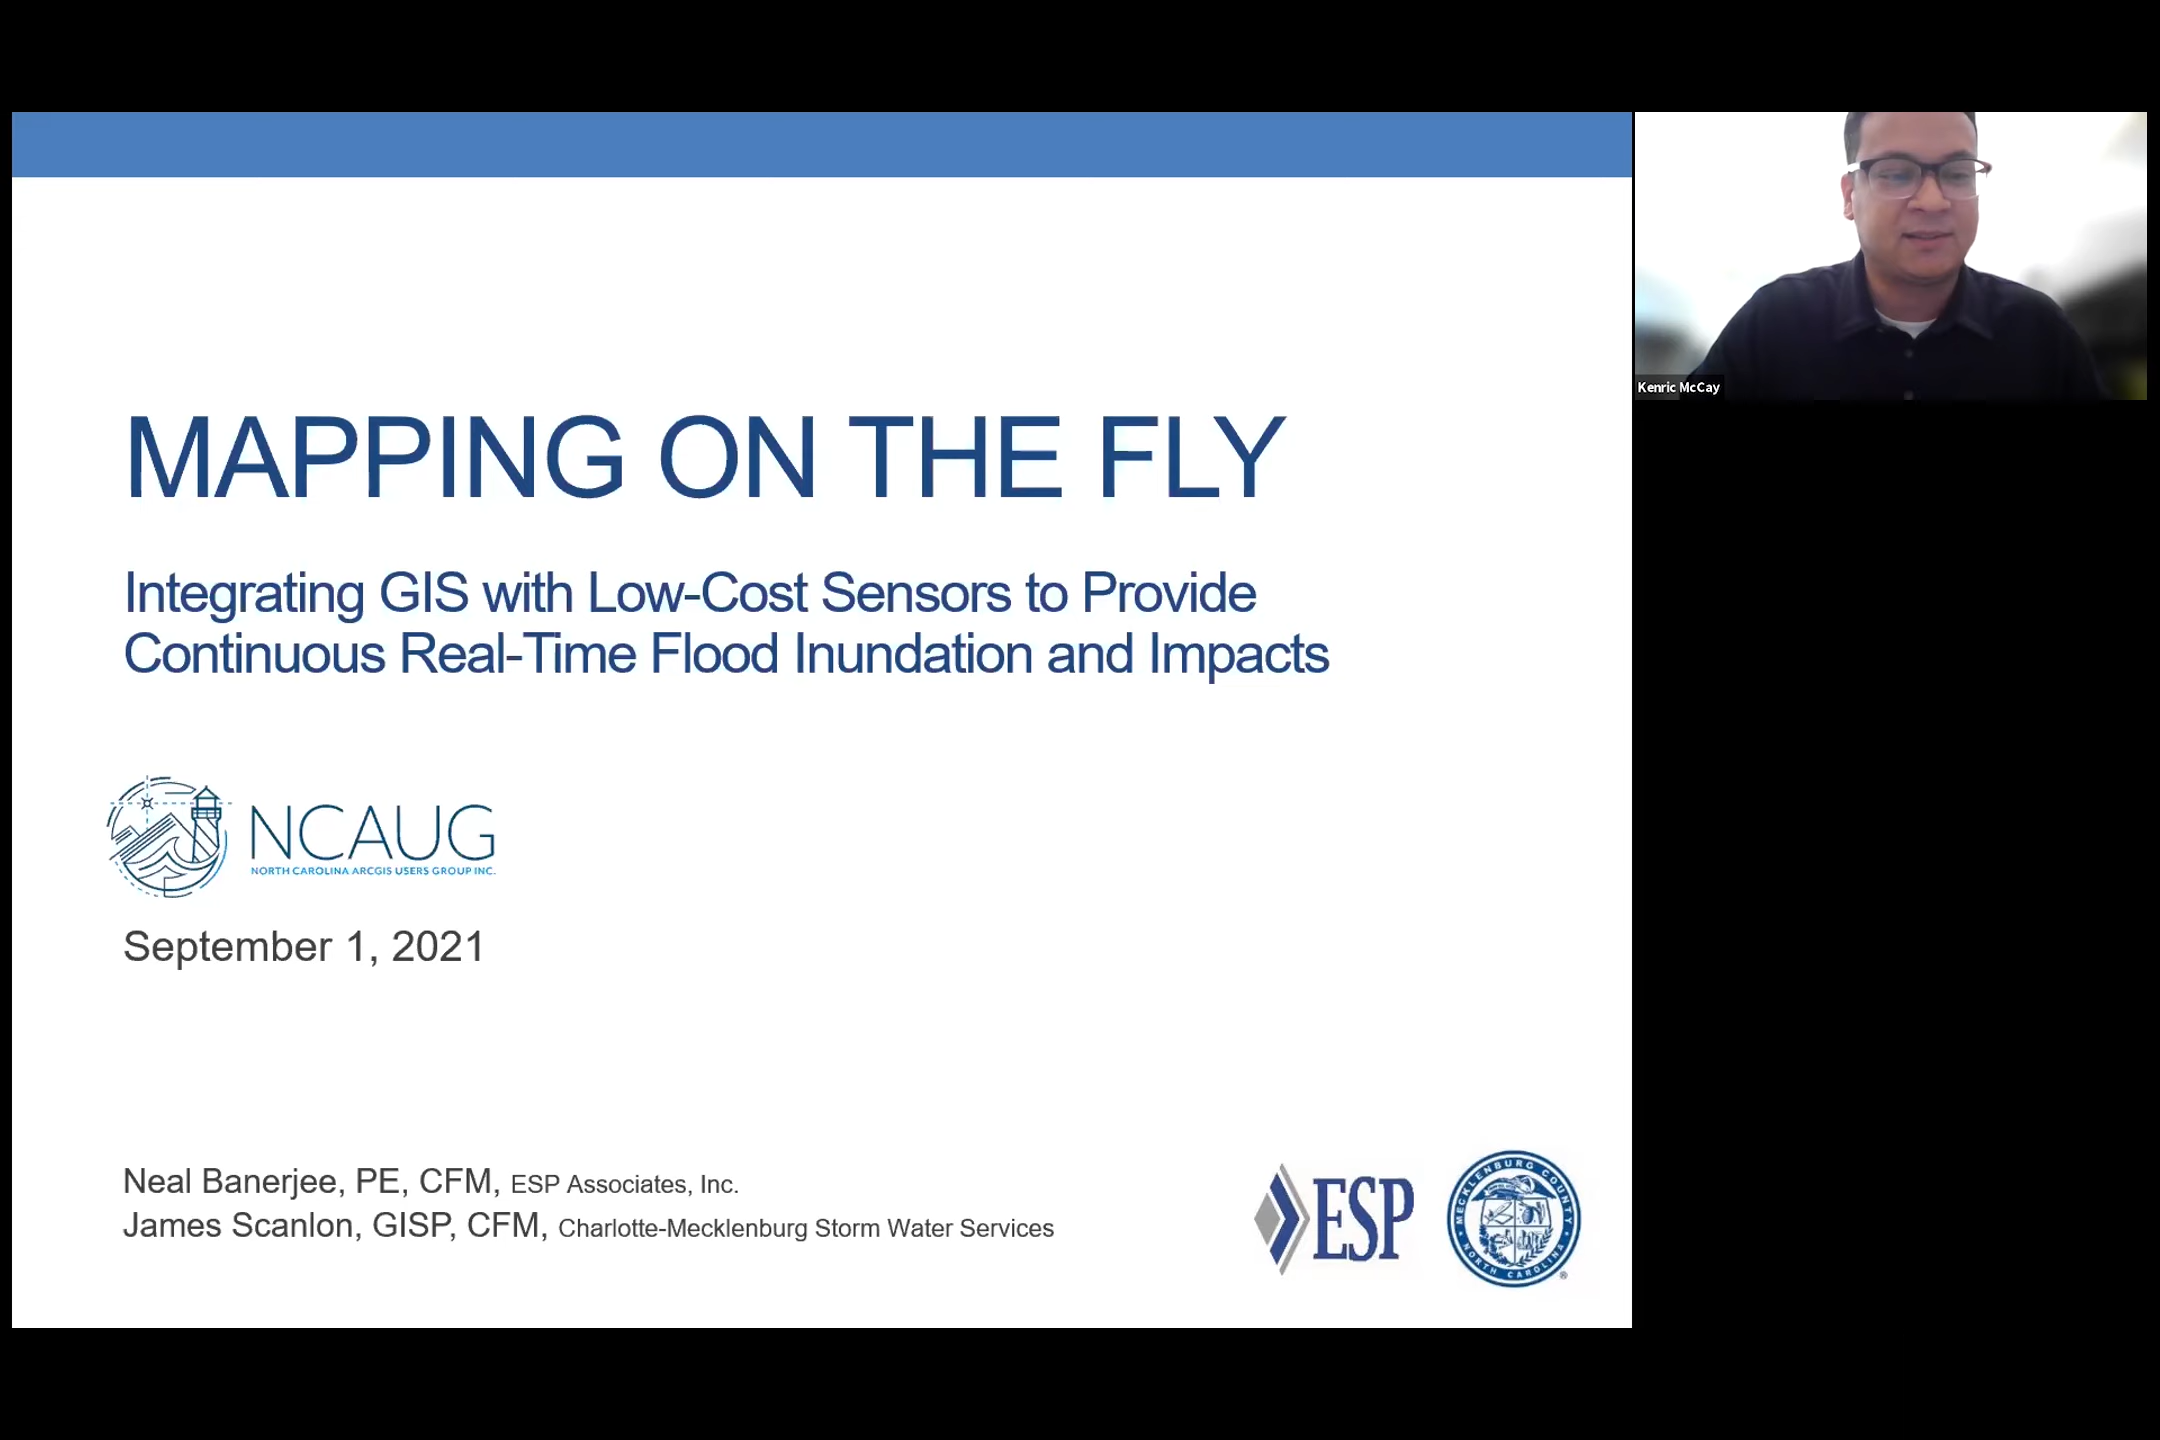 MAPPING ON THE FLY
Integrating GIS with Low-Cost Sensors to Provide
Continuous Real-Time Flood Inundation and Impacts
NCAUG
NORTH CAROLINA ARCGIS USERS GROUP INC.
September 1, 2021
Neal Banerjee, PE, CFM, ESP Associates, Inc.
James Scanlon, GISP, CFM, Charlotte-Mecklenburg Storm Water Services
ESP
MECKLENBURG COUNTY
NORTH CAROLINA
®
Kenric McCay